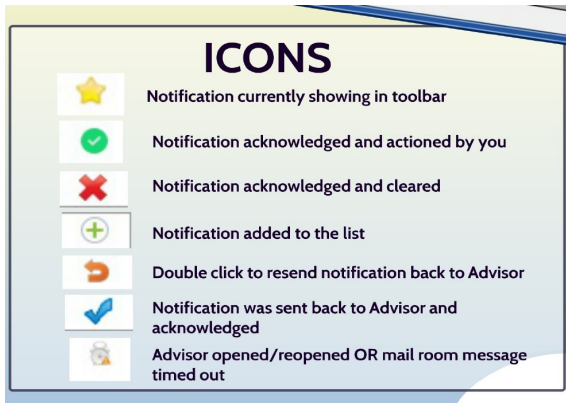 ICONS
Notification currently showing in toolbar
Notification acknowledged and actioned by you
Notification acknowledged and cleared
Notification added to the list
Double click to resend notification back to Advisor
Notification was sent back to Advisor and
acknowledged
Advisor opened/reopened OR mail room message
timed out